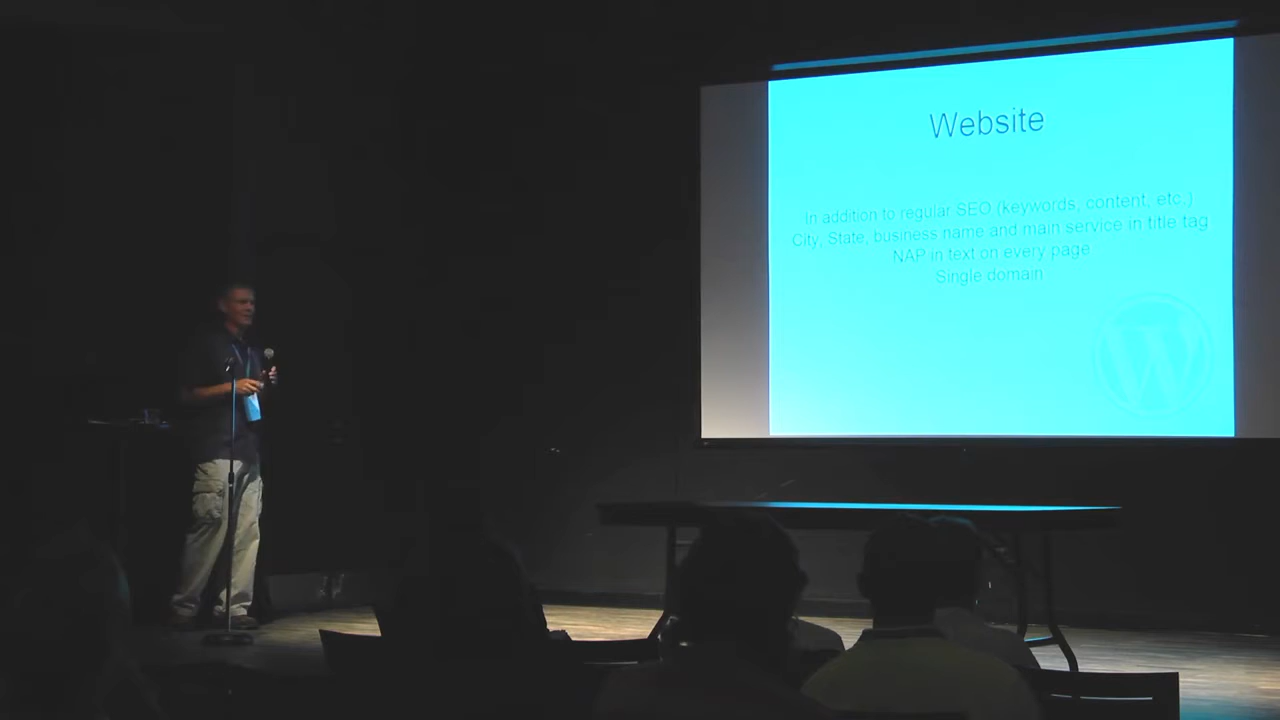 Website
In addition to regular SEO (keywords, content, etc.)
City, State, business name and main service in title tag
NAP in text on every page
Single domain